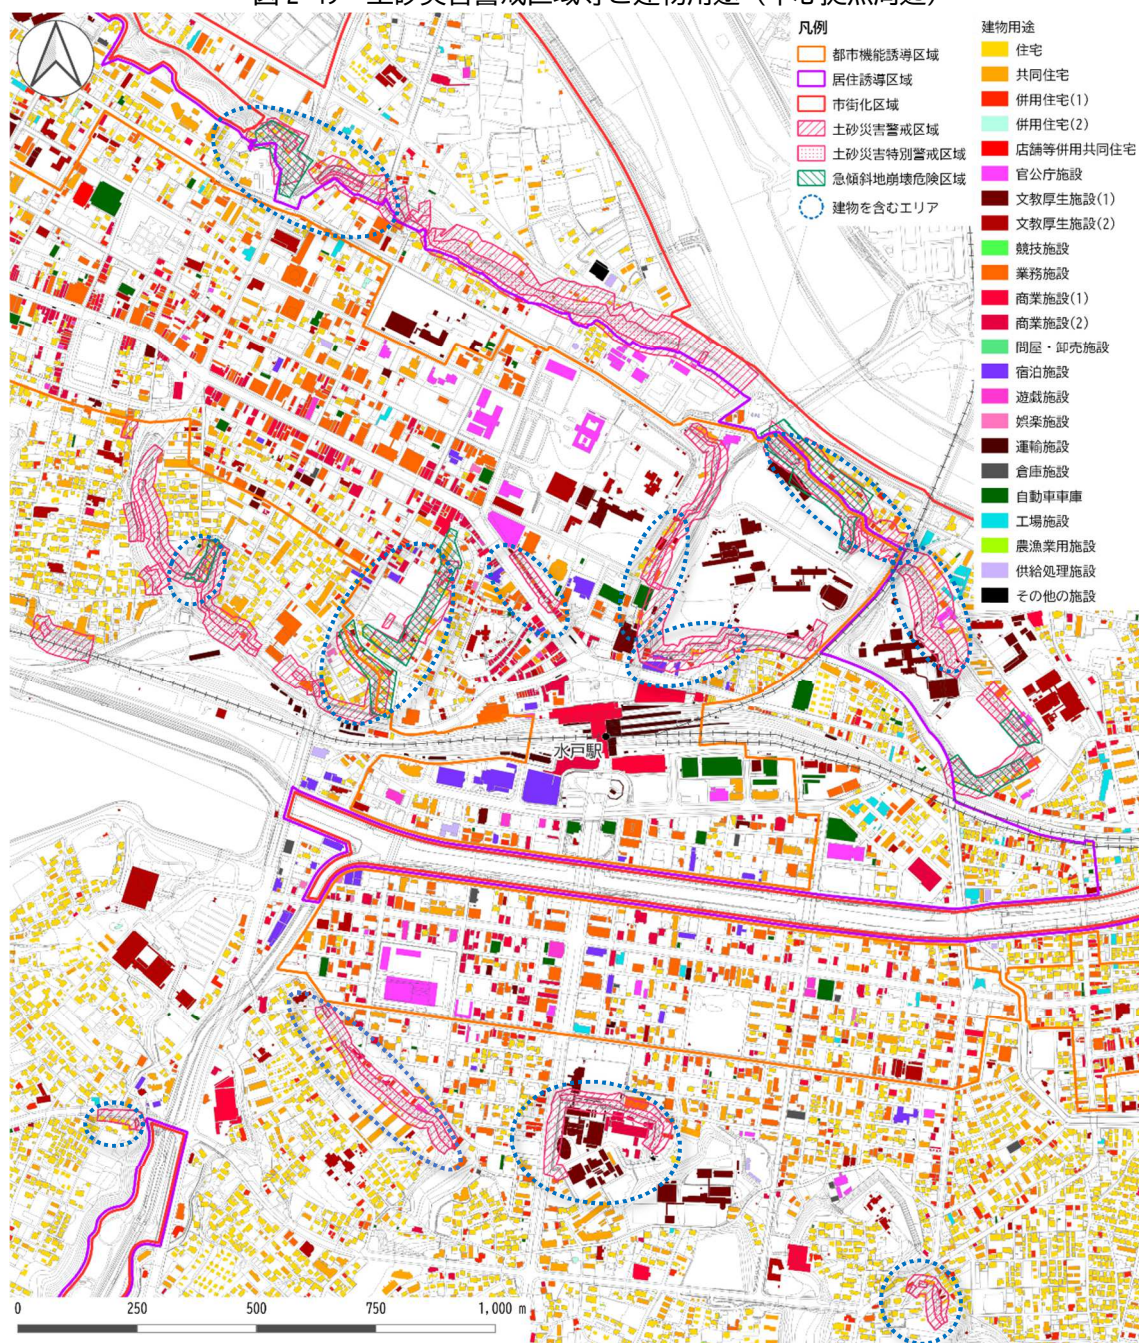 図2-47 土砂災害警戒区域等と建物用途(中心拠点周辺)
凡例
都市機能誘導区域
居住誘導区域
市街化区域
土砂災害警戒区域
土砂災害特別警戒区域
急傾斜地崩壊危険区域
建物を含むエリア
建物用途
住宅
共同住宅
併用住宅(1)
併用住宅(2)
店舗等併用共同住宅
官公庁施設
文教厚生施設(1)
文教厚生施設(2)
競技施設
業務施設
商業施設(1)
商業施設(2)
問屋・卸売施設
宿泊施設
遊戯施設
娯楽施設
運輸施設
倉庫施設
自動車車庫
工場施設
農漁業用施設
供給処理施設
その他の施設
水戸駅
0 250 500 750 1,000 m